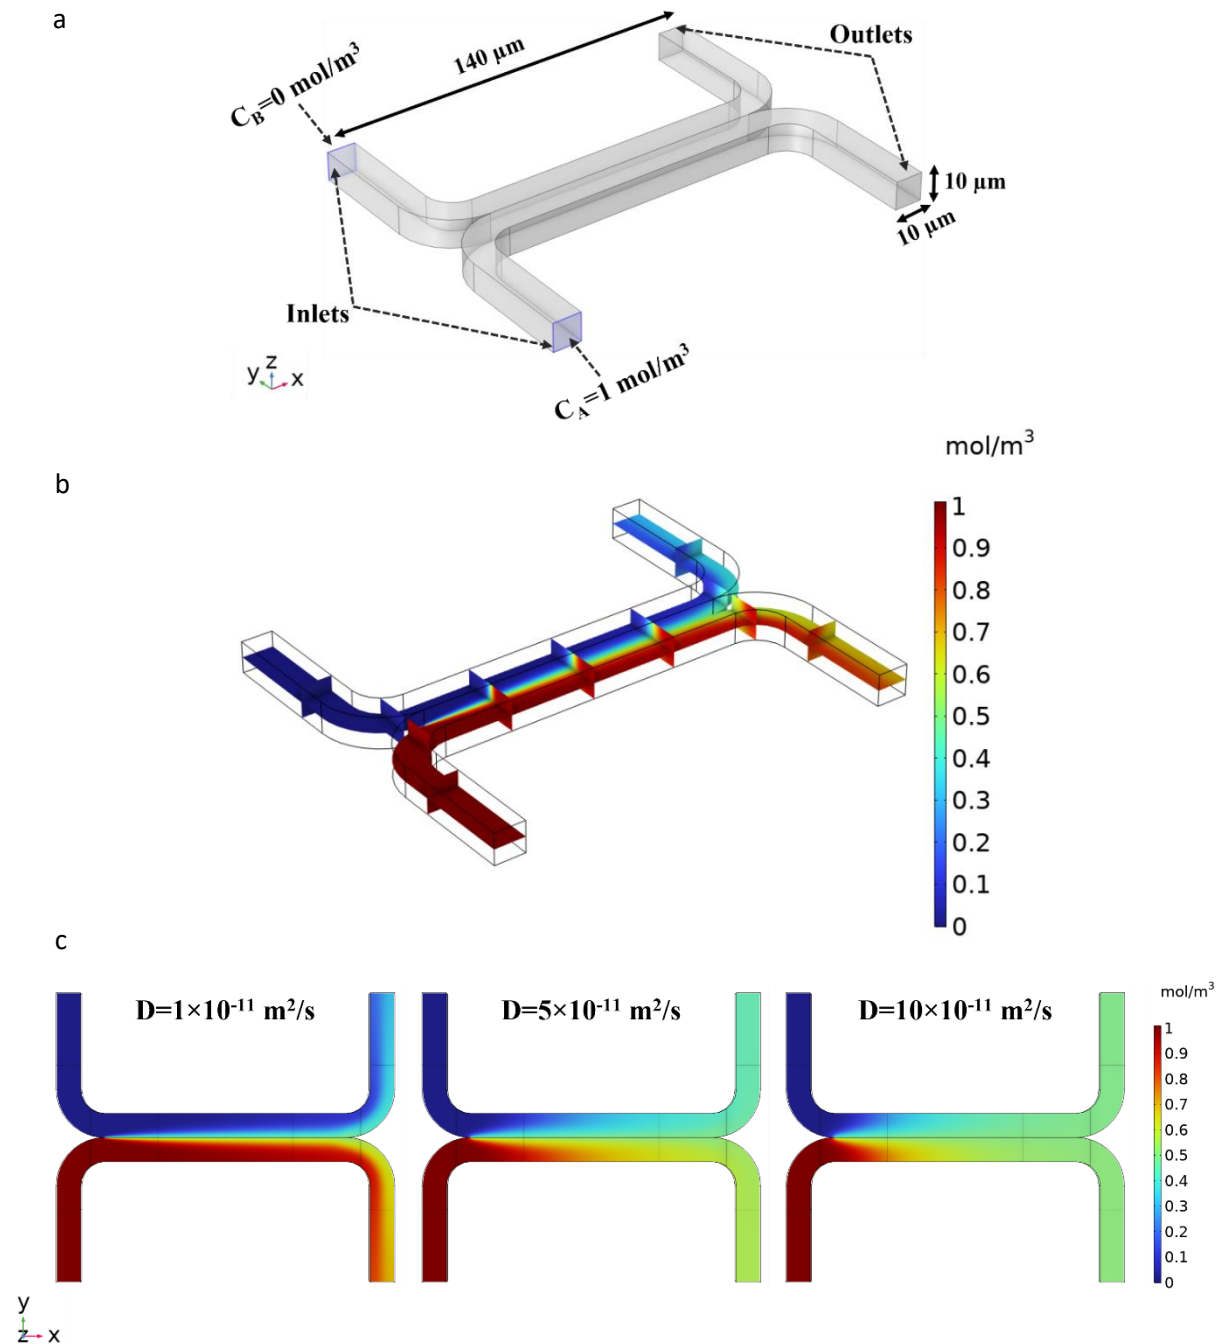 a
140 μm
Outlets
C_B=0 mol/m³
10 μm
10 μm
Inlets
C_A=1 mol/m³
z
y
x
mol/m³
b
1
0.9
0.8
0.7
0.6
0.5
0.4
0.3
0.2
0.1
0
c
D=1×10⁻¹¹ m²/s
D=5×10⁻¹¹ m²/s
D=10×10⁻¹¹ m²/s
mol/m³
1
0.9
0.8
0.7
0.6
0.5
0.4
0.3
0.2
0.1
0
y
z x